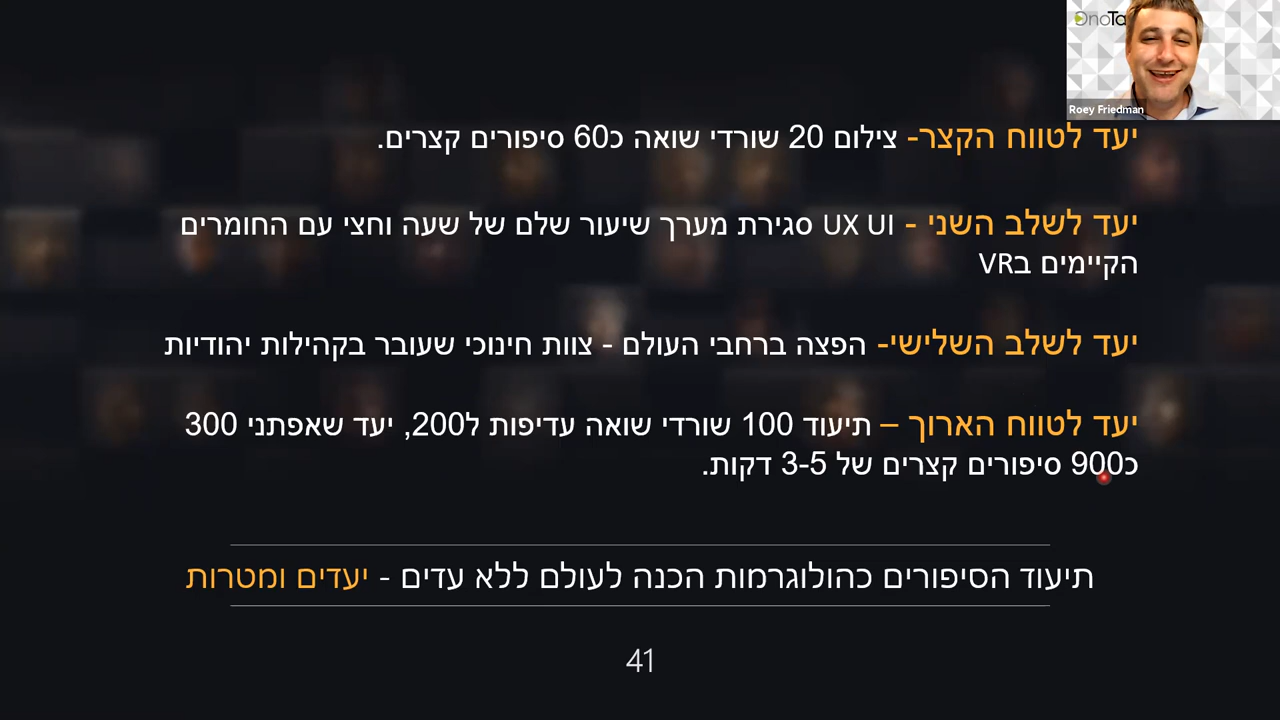 OnoTa
Roey Friedman
יעד לטווח הקצר- צילום 20 שורדי שואה כ60 סיפורים קצרים.
יעד לשלב השני - UX UI סגירת מערך שיעור שלם של שעה וחצי עם החומרים
הקיימים בVR
יעד לשלב השלישי- הפצה ברחבי העולם - צוות חינוכי שעובר בקהילות יהודיות
יעד לטווח הארוך – תיעוד 100 שורדי שואה עדיפות ל200, יעד שאפתני 300
כ900 סיפורים קצרים של 3-5 דקות.
תיעוד הסיפורים כהולוגרמות הכנה לעולם ללא עדים - יעדים ומטרות
41